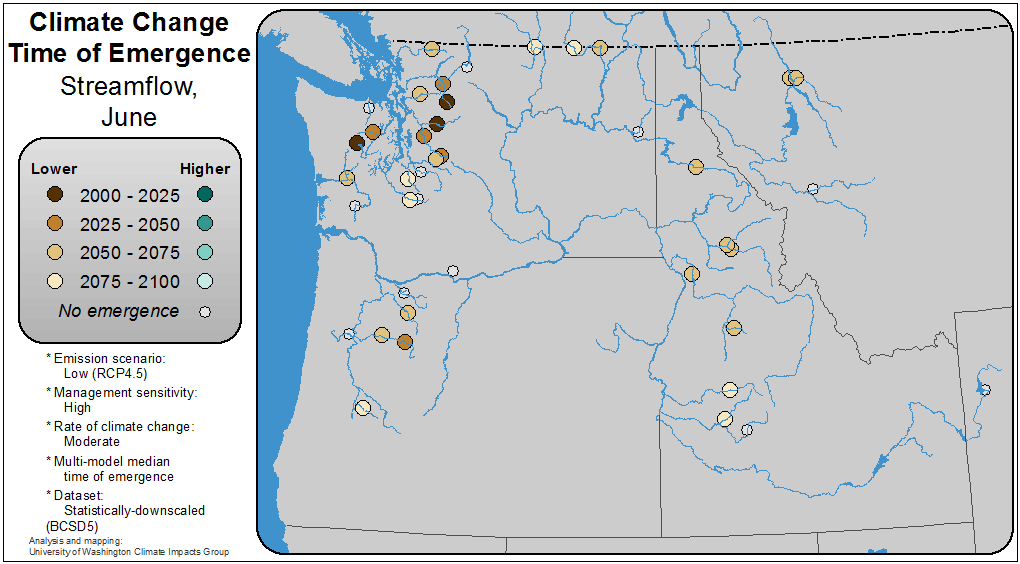 Climate Change
Time of Emergence
Streamflow,
June
Lower Higher
2000 - 2025
2025 - 2050
2050 - 2075
2075 - 2100
No emergence
* Emission scenario:
Low (RCP4.5)
* Management sensitivity:
High
* Rate of climate change:
Moderate
* Multi-model median
time of emergence
* Dataset:
Statistically-downscaled
(BCSD5)
Analysis and mapping:
University of Washington Climate Impacts Group